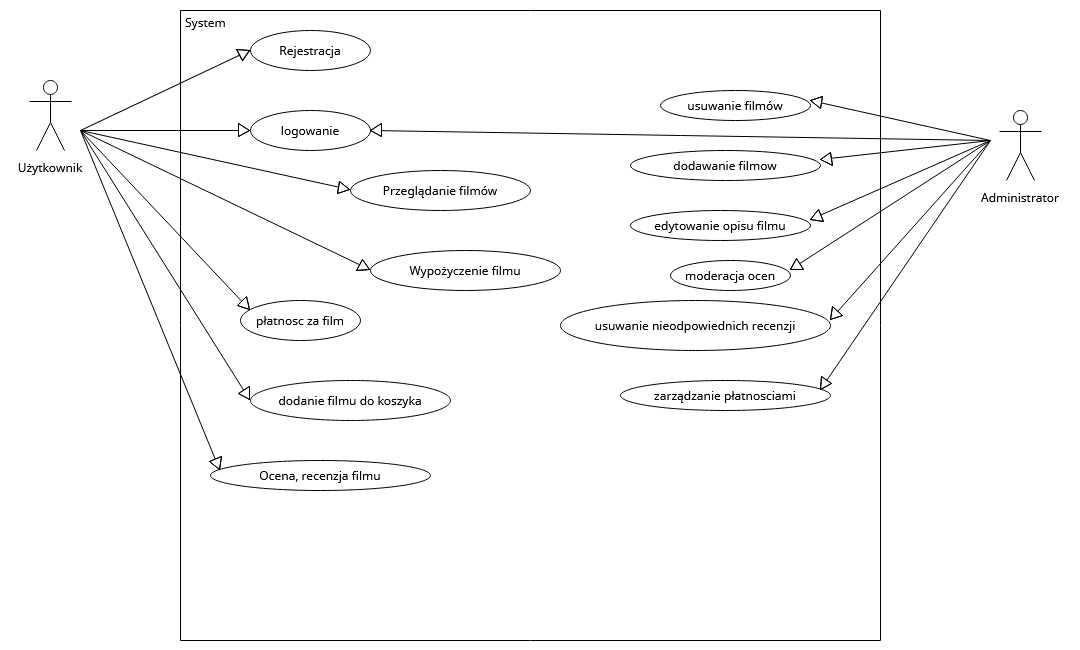 System
Rejestracja
usuwanie filmów
logowanie
Użytkownik
dodawanie filmow
Przeglądanie filmów
Administrator
edytowanie opisu filmu
Wypożyczenie filmu
moderacja ocen
płatnosc za film
usuwanie nieodpowiednich recenzji
dodanie filmu do koszyka
zarządzanie płatnosciami
Ocena, recenzja filmu